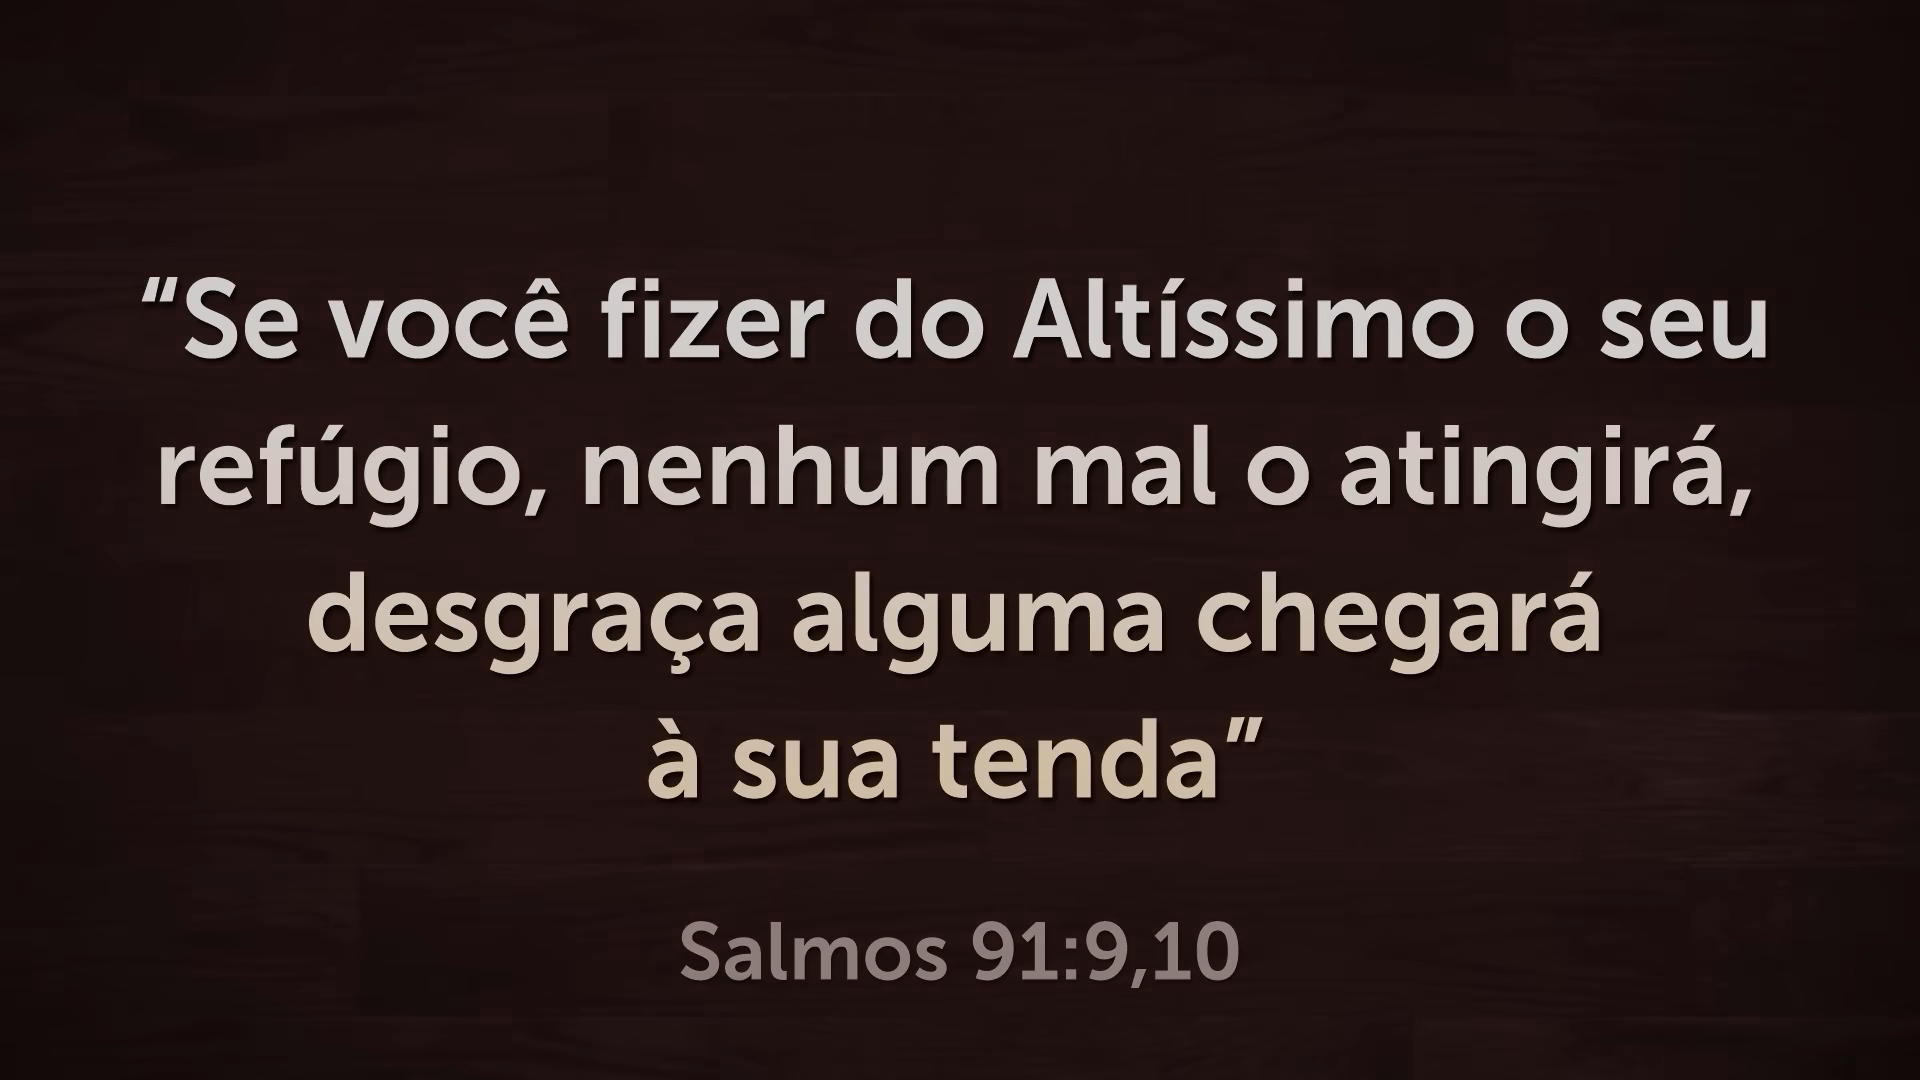 “Se você fizer do Altíssimo o seu
refúgio, nenhum mal o atingirá,
desgraça alguma chegará
à sua tenda”
Salmos 91:9,10